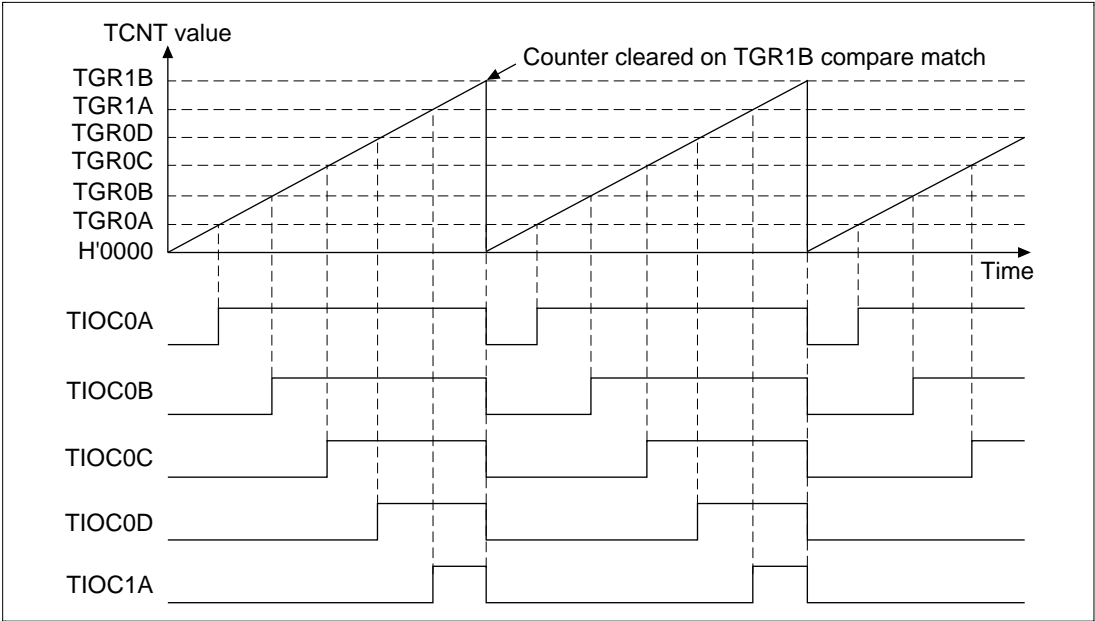 TCNT value
Counter cleared on TGR1B compare match
TGR1B
TGR1A
TGR0D
TGR0C
TGR0B
TGR0A
H'0000
Time
TIOC0A
TIOC0B
TIOC0C
TIOC0D
TIOC1A